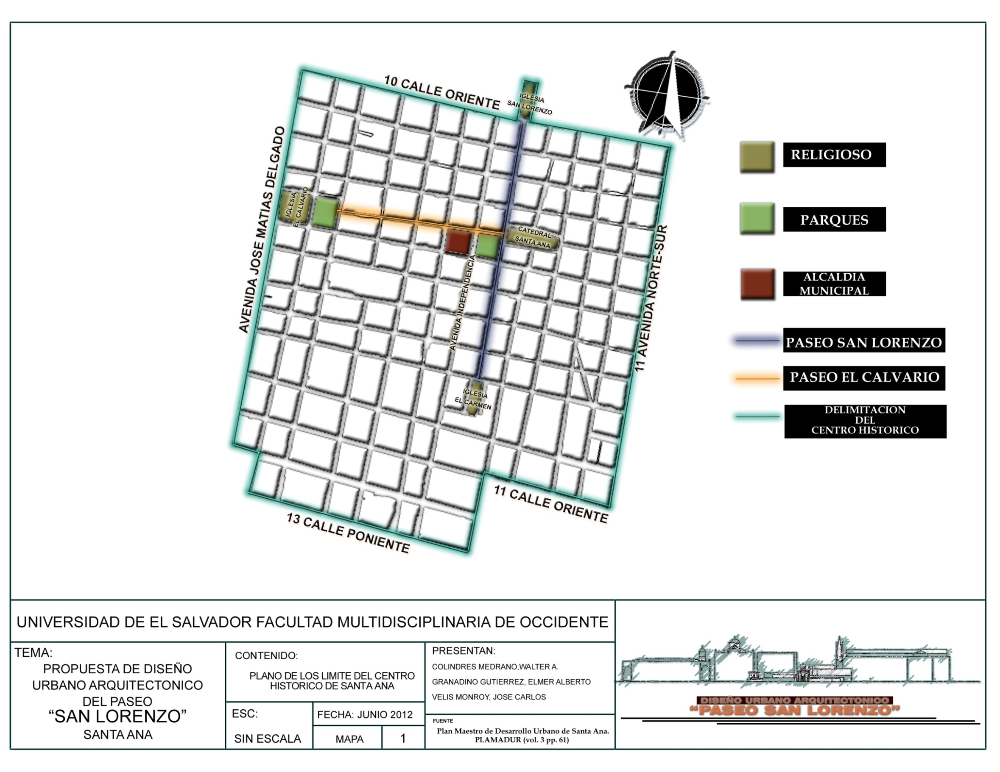 10 CALLE ORIENTE
IGLESIA
SAN LORENZO
AVENIDA JOSE MATIAS DELGADO
IGLESIA
EL CALVARIO
CATEDRAL
SANTA ANA
AVENIDA INDEPENDENCIA
11 AVENIDA NORTE-SUR
IGLESIA
EL CARMEN
11 CALLE ORIENTE
13 CALLE PONIENTE
RELIGIOSO
PARQUES
ALCALDIA
MUNICIPAL
PASEO SAN LORENZO
PASEO EL CALVARIO
DELIMITACION
DEL
CENTRO HISTORICO
UNIVERSIDAD DE EL SALVADOR FACULTAD MULTIDISCIPLINARIA DE OCCIDENTE
TEMA:
PROPUESTA DE DISEÑO
URBANO ARQUITECTONICO
DEL PASEO
“SAN LORENZO”
SANTA ANA
CONTENIDO:
PLANO DE LOS LIMITE DEL CENTRO
HISTORICO DE SANTA ANA
ESC:
SIN ESCALA
FECHA: JUNIO 2012
MAPA
1
PRESENTAN:
COLINDRES MEDRANO,WALTER A.
GRANADINO GUTIERREZ, ELMER ALBERTO
VELIS MONROY, JOSE CARLOS
FUENTE
Plan Maestro de Desarrollo Urbano de Santa Ana.
PLAMADUR (vol. 3 pp. 61)
DISEÑO URBANO ARQUITECTONICO
“PASEO SAN LORENZO”